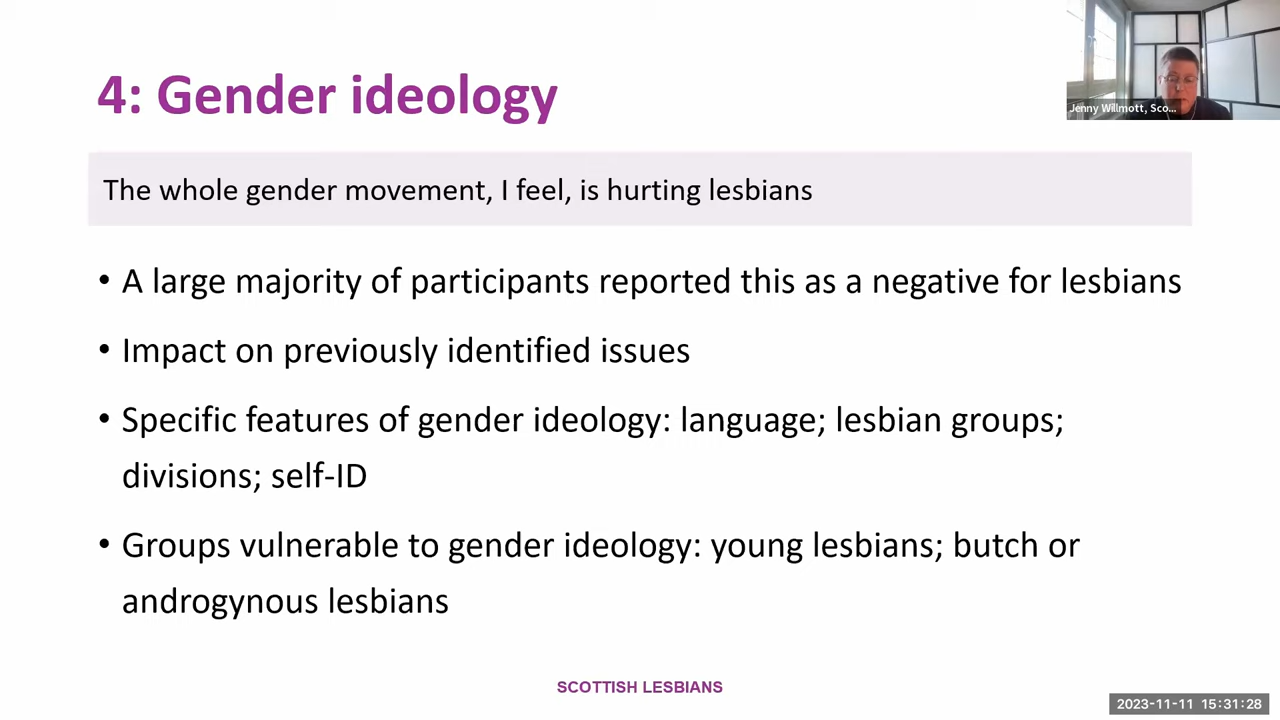 4: Gender ideology
Jenny Willmott, Sco...
The whole gender movement, I feel, is hurting lesbians
• A large majority of participants reported this as a negative for lesbians
• Impact on previously identified issues
• Specific features of gender ideology: language; lesbian groups;
divisions; self-ID
• Groups vulnerable to gender ideology: young lesbians; butch or
androgynous lesbians
SCOTTISH LESBIANS
2023-11-11 15:31:28